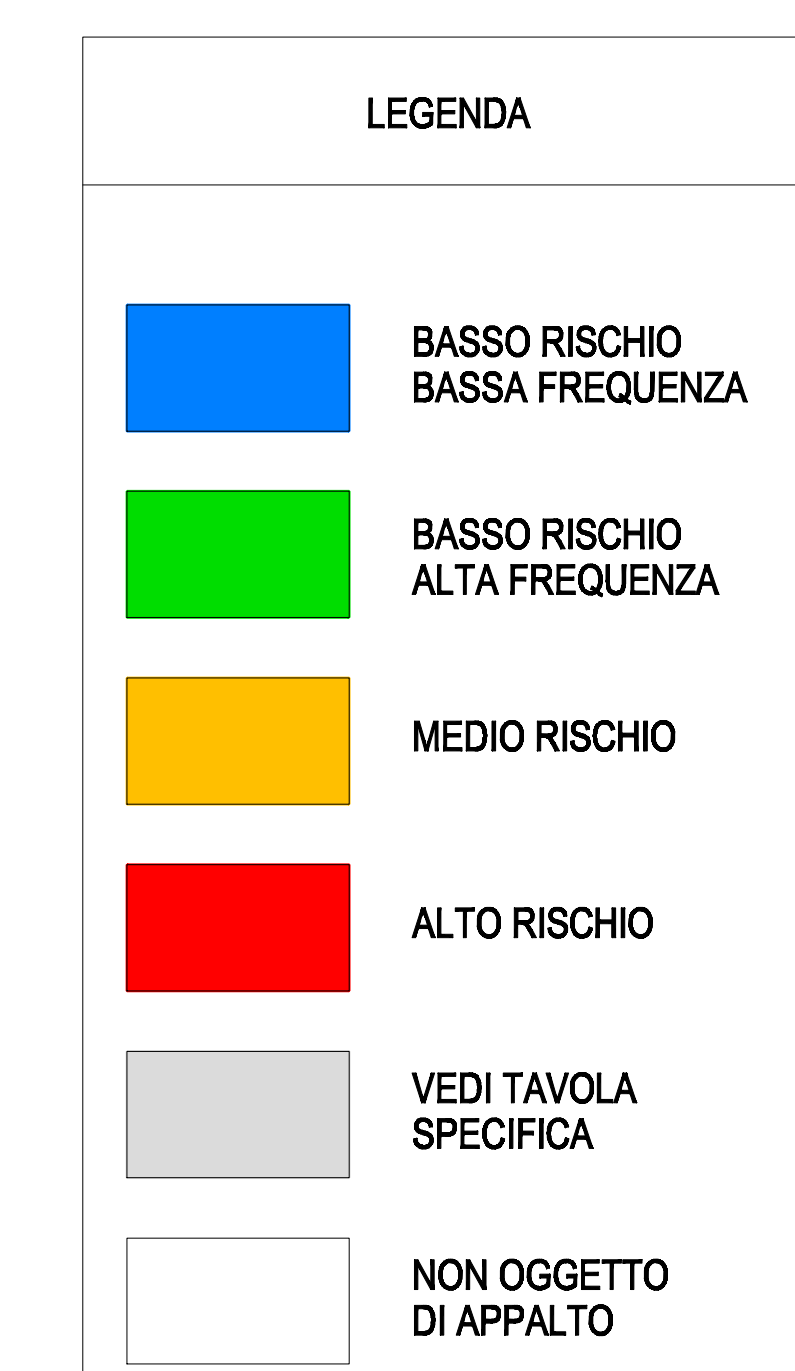 LEGENDA
BASSO RISCHIO
BASSA FREQUENZA
BASSO RISCHIO
ALTA FREQUENZA
MEDIO RISCHIO
ALTO RISCHIO
VEDI TAVOLA
SPECIFICA
NON OGGETTO
DI APPALTO